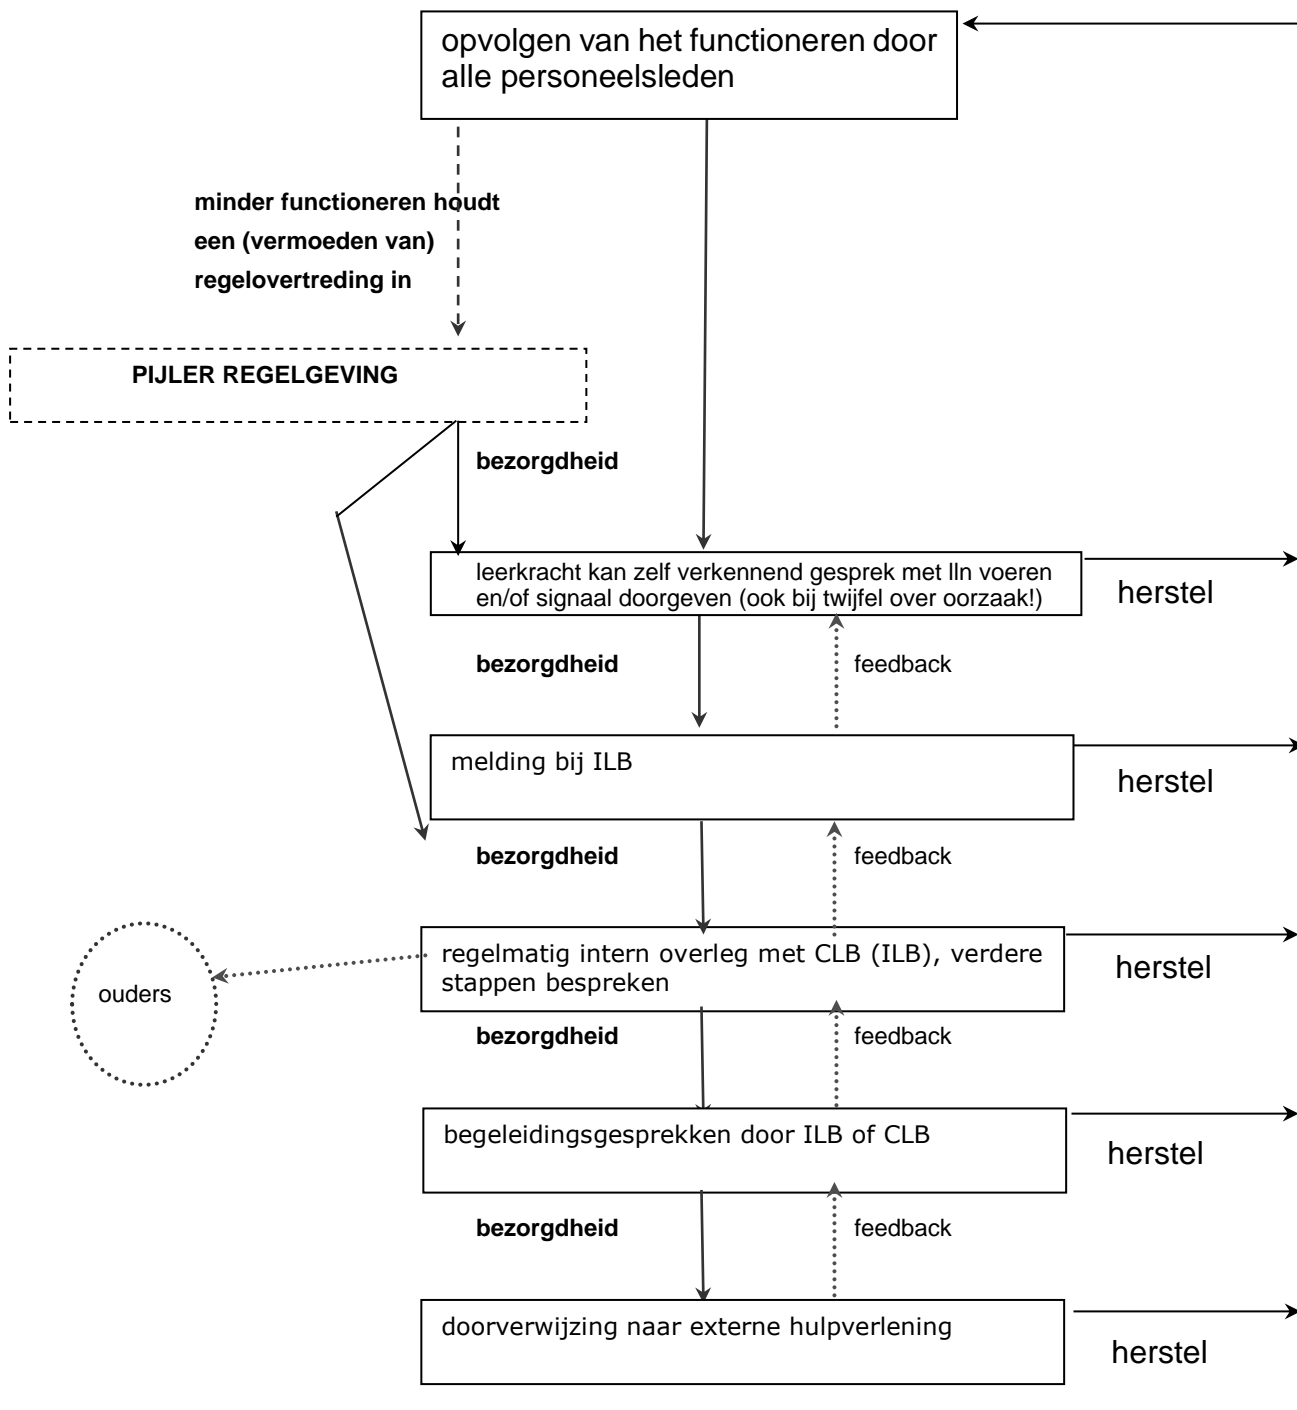 opvolgen van het functioneren door
alle personeelsleden
minder functioneren houdt
een (vermoeden van)
regelovertreding in
PIJLER REGELGEVING
bezorgdheid
leerkracht kan zelf verkennend gesprek met lln voeren
en/of signaal doorgeven (ook bij twijfel over oorzaak!)
herstel
bezorgdheid
feedback
melding bij ILB
herstel
bezorgdheid
feedback
regelmatig intern overleg met CLB (ILB), verdere
stappen bespreken
herstel
ouders
bezorgdheid
feedback
begeleidingsgesprekken door ILB of CLB
herstel
bezorgdheid
feedback
doorverwijzing naar externe hulpverlening
herstel